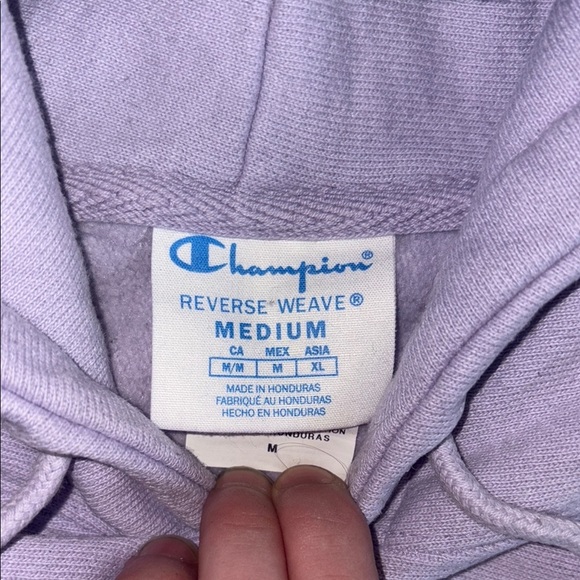 Champion®
REVERSE WEAVE®
MEDIUM
CA MEX ASIA
M/M M XL
MADE IN HONDURAS
FABRIQUÉ AU HONDURAS
HECHO EN HONDURAS
M